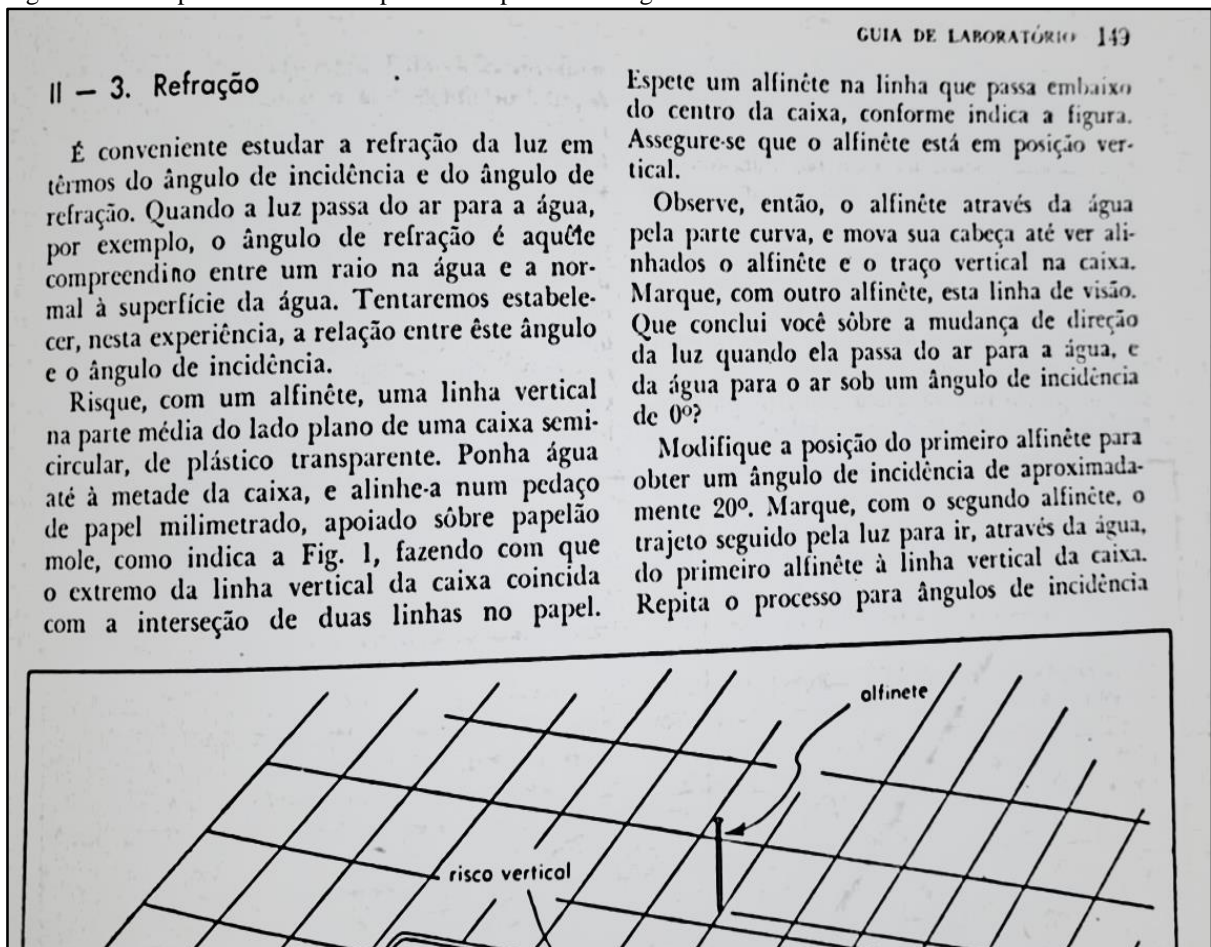 GUIA DE LABORATÓRIO 149
II — 3. Refração
É conveniente estudar a refração da luz em
têrmos do ângulo de incidência e do ângulo de
refração. Quando a luz passa do ar para a água,
por exemplo, o ângulo de refração é aquêle
compreendino entre um raio na água e a nor-
mal à superfície da água. Tentaremos estabele-
cer, nesta experiência, a relação entre êste ângulo
e o ângulo de incidência.
Risque, com um alfinête, uma linha vertical
na parte média do lado plano de uma caixa semi-
circular, de plástico transparente. Ponha água
até à metade da caixa, e alinhe-a num pedaço
de papel milimetrado, apoiado sôbre papelão
mole, como indica a Fig. 1, fazendo com que
o extremo da linha vertical da caixa coincida
com a interseção de duas linhas no papel.
Espete um alfinête na linha que passa embaixo
do centro da caixa, conforme indica a figura.
Assegure-se que o alfinête está em posição ver-
tical.
Observe, então, o alfinête através da água
pela parte curva, e mova sua cabeça até ver ali-
nhados o alfinête e o traço vertical na caixa.
Marque, com outro alfinête, esta linha de visão.
Que conclui você sôbre a mudança de direção
da luz quando ela passa do ar para a água, e
da água para o ar sob um ângulo de incidência
de 0º?
Modifique a posição do primeiro alfinête para
obter um ângulo de incidência de aproximada-
mente 20º. Marque, com o segundo alfinête, o
trajeto seguido pela luz para ir, através da água,
do primeiro alfinête à linha vertical da caixa.
Repita o processo para ângulos de incidência
alfinete
risco vertical